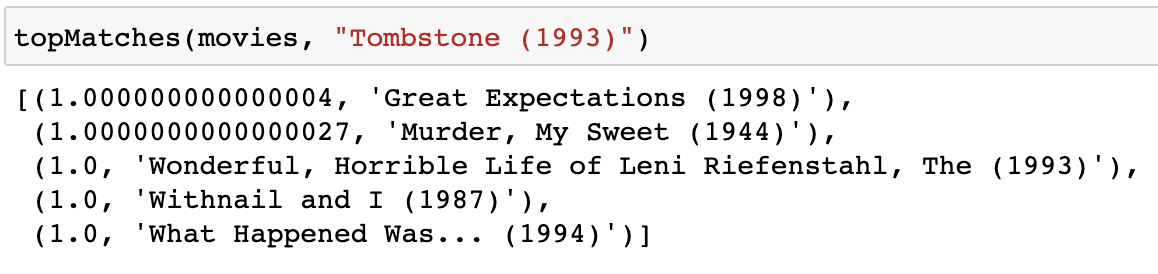 topMatches(movies, "Tombstone (1993)")
[(1.000000000000004, 'Great Expectations (1998)'),
(1.0000000000000027, 'Murder, My Sweet (1944)'),
(1.0, 'Wonderful, Horrible Life of Leni Riefenstahl, The (1993)'),
(1.0, 'Withnail and I (1987)'),
(1.0, 'What Happened Was... (1994)')]